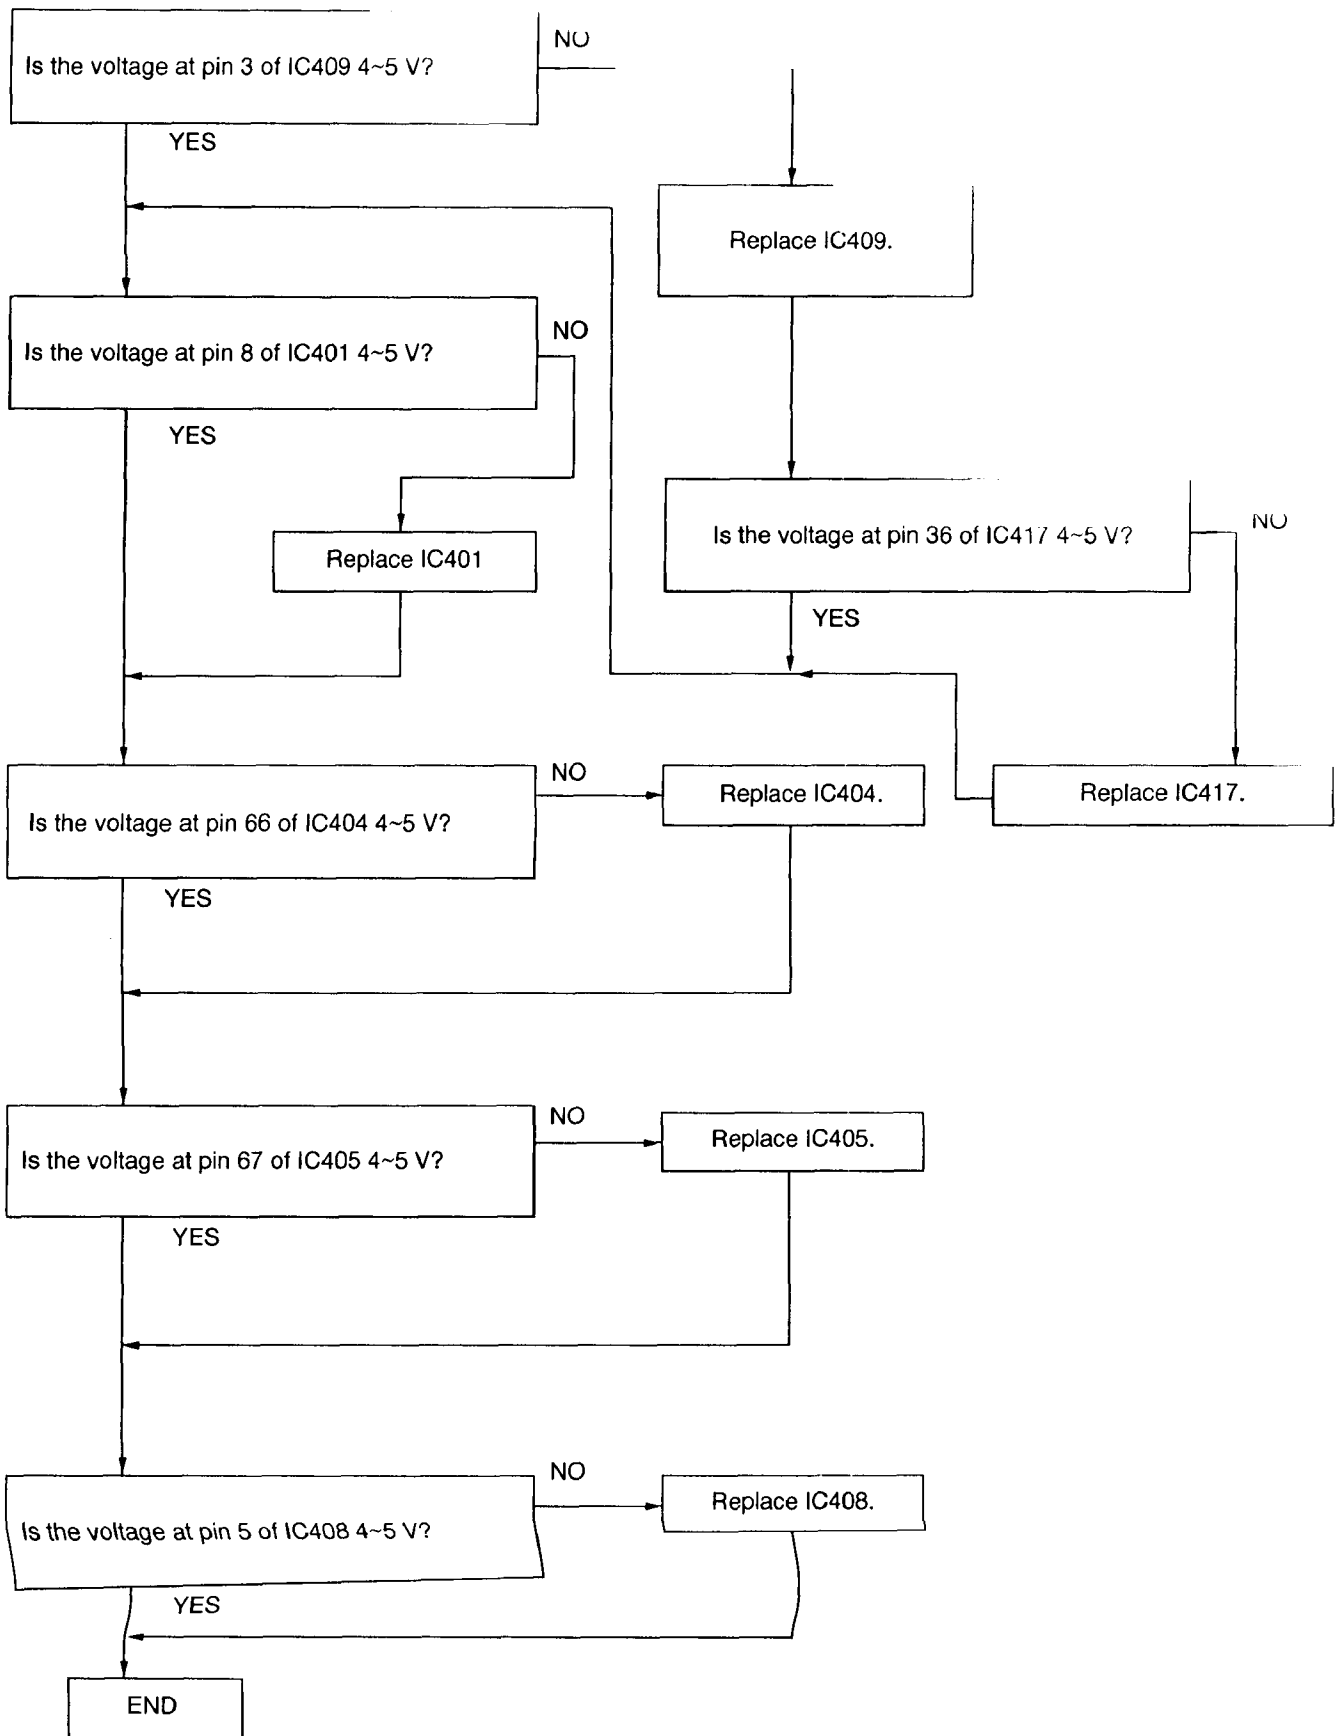 Is the voltage at pin 3 of IC409 4~5 V?
NO
YES
Replace IC409.
Is the voltage at pin 8 of IC401 4~5 V?
NO
YES
Replace IC401
Is the voltage at pin 36 of IC417 4~5 V?
NO
YES
Is the voltage at pin 66 of IC404 4~5 V?
NO
Replace IC404.
Replace IC417.
YES
Is the voltage at pin 67 of IC405 4~5 V?
NO
Replace IC405.
YES
Is the voltage at pin 5 of IC408 4~5 V?
NO
Replace IC408.
YES
END